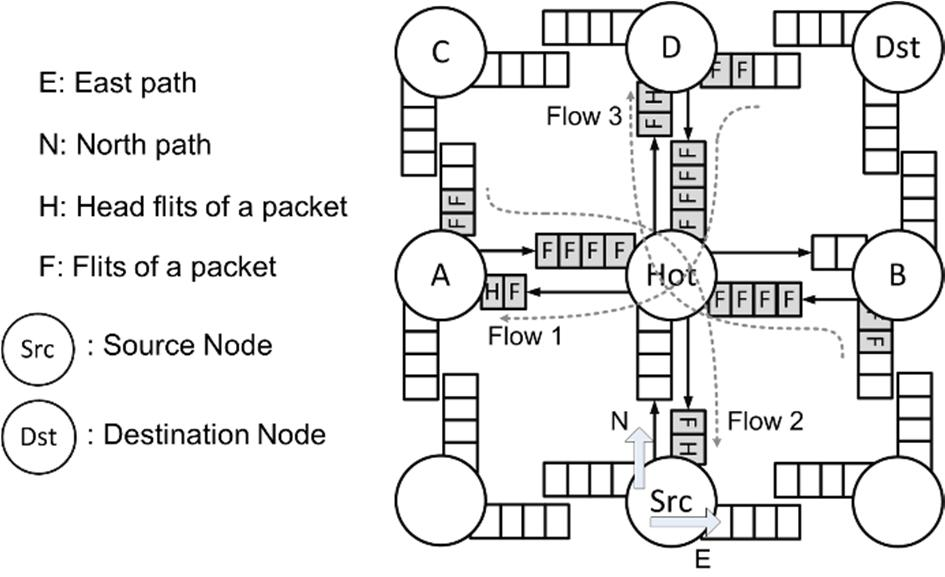 E: East path
N: North path
H: Head flits of a packet
F: Flits of a packet
Src : Source Node
Dst : Destination Node
C
D
Dst
F F
H
F
Flow 3
F
F
F
F
F
F
A
F F F F
Hot
B
H F
F F F F
Flow 1
F
F
N
F
H
Flow 2
Src
E